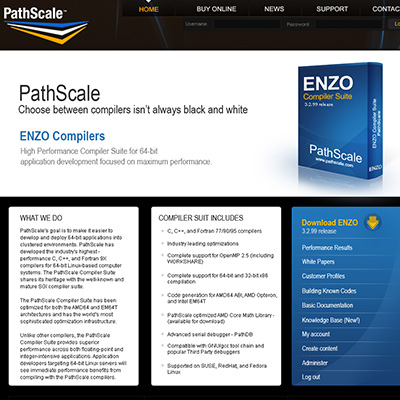 PathScale™
HOME
BUY ONLINE
NEWS
SUPPORT
CONTAC
Username
Password
PathScale
Choose between compilers isn't always black and white
ENZO Compilers
High Performance Compiler Suite for 64-bit
application development focused on maximum performance.
ENZO
Compiler Suite
3.2.99 release
PathScale
www.pathscale.com
ENZO
Compiler Suite
PathScale
WHAT WE DO
PathScale's goal is to make it easier to
develop and deploy 64-bit applications into
clustered environments. PathScale has
developed the industry's highest-
performance C, C++, and Fortran 9X
compilers for 64-bit Linux-based computer
systems. The PathScale Compiler Suite
shares its heritage with the well-known and
mature SGI compiler suite.
The PathScale Compiler Suite has been
optimized for both the AMD64 and EM64T
architectures and has the world's most
sophisticated optimization infrastructure.
Unlike other compilers, the PathScale
Compiler Suite provides superior
performance across both floating-point and
integer-intensive applications. Application
developers targeting 64-bit Linux servers will
see immediate performance benefits from
compiling with the PathScale compilers.
COMPILER SUIT INCLUDES
C, C++, and Fortran 77/90/95 compilers
Industry leading optimizations
Complete support for OpenMP 2.5 (including
WORKSHARE)
Complete support for 64-bit and 32-bit x86
compilation
Code generation for AMD64 ABI, AMD Opteron,
and Intel EM64T
PathScale optimized AMD Core Math Library -
(available for download)
Advanced serial debugger - PathDB
Compatible with GNU/gcc tool chain and
popular Third Party debuggers
Supported on SUSE, RedHat, and Fedora
Linux
Download ENZO
3.2.99 release
Performance Results
White Papers
Customer Profiles
Building Known Codes
Basic Documentation
Knowledge Base (New!)
My account
Create content
Administer
Log out